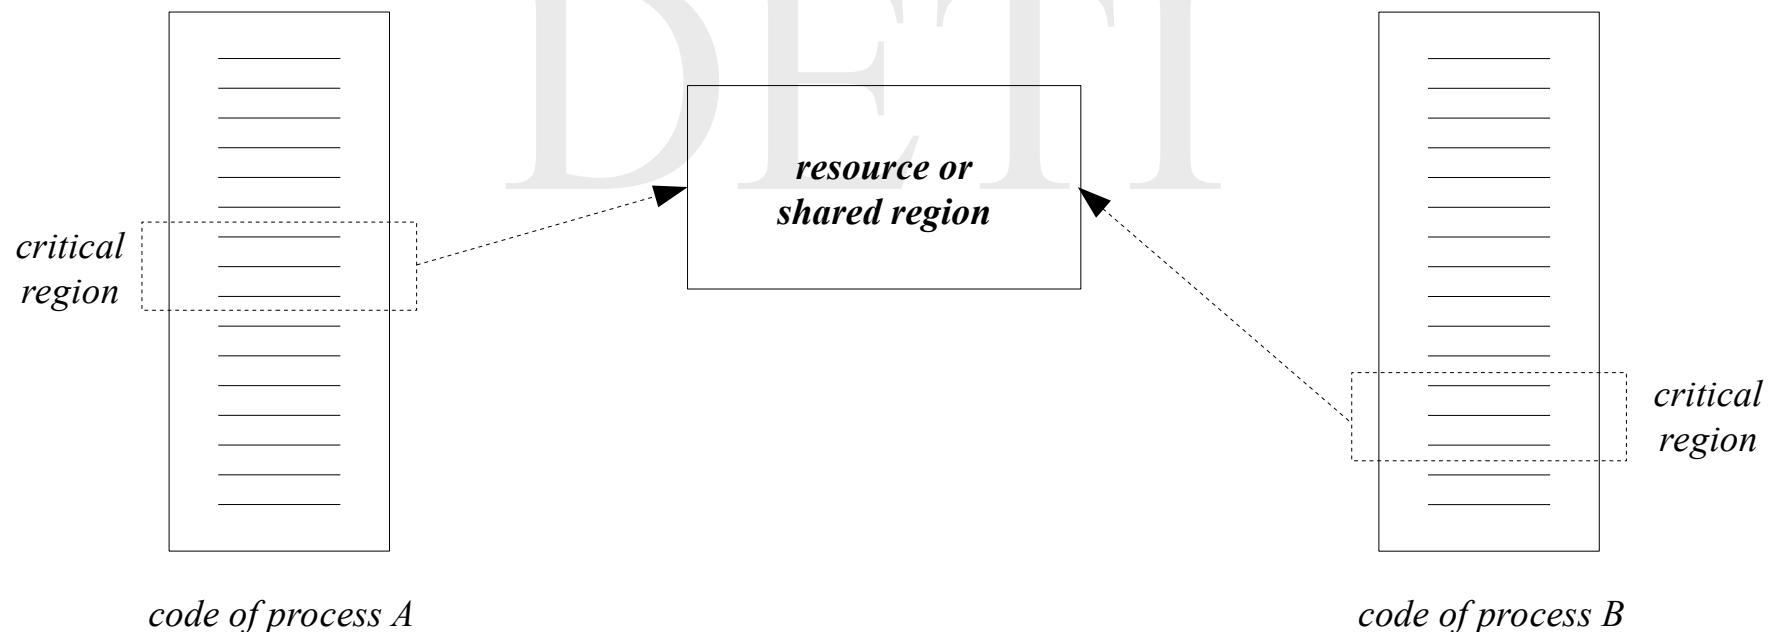 DETI
resource or
shared region
critical
region
critical
region
code of process A
code of process B